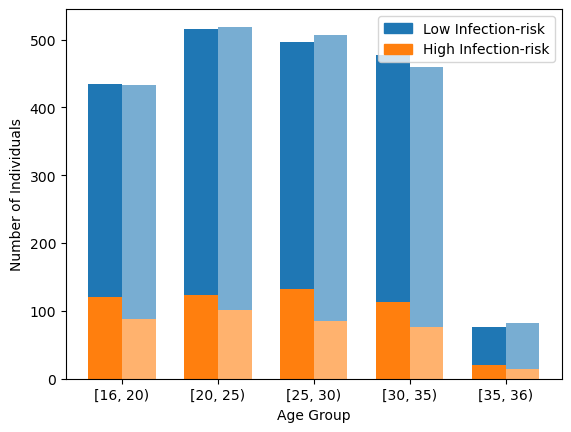 Low Infection-risk
High Infection-risk
Number of Individuals
500
400
300
200
100
0
[16, 20)
[20, 25)
[25, 30)
[30, 35)
[35, 36)
Age Group